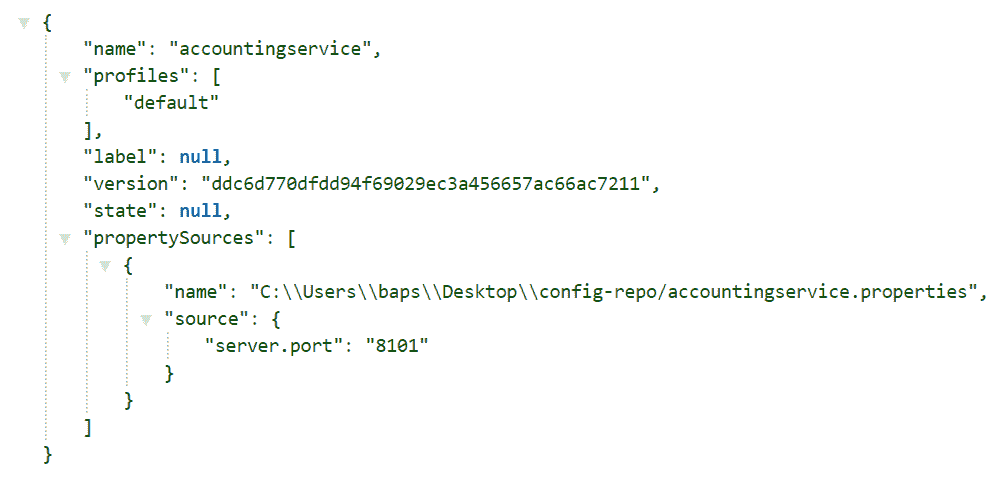 {
"name": "accountingservice",
"profiles": [
"default"
],
"label": null,
"version": "ddc6d770dfdd94f69029ec3a456657ac66ac7211",
"state": null,
"propertySources": [
{
"name": "C:\\Users\\baps\\Desktop\\config-repo/accountingservice.properties",
"source": {
"server.port": "8101"
}
}
]
}